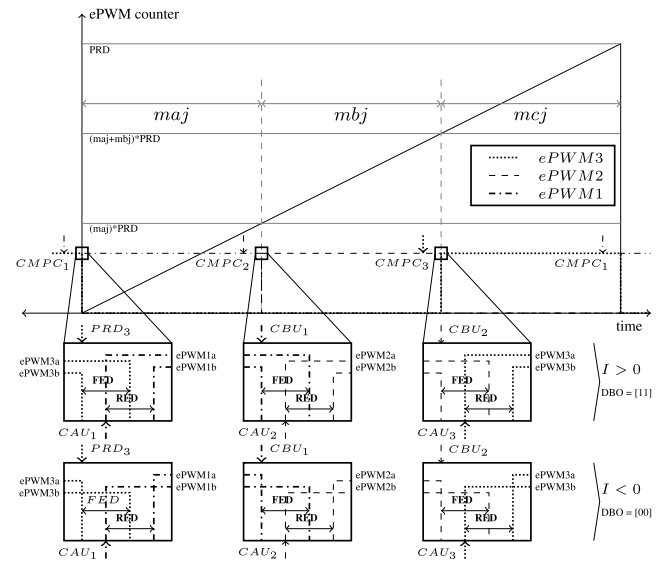 ePWM counter
PRD
maj
mbj
mcj
(maj+mbj)*PRD
ePWM3
ePWM2
ePWM1
(maj)*PRD
CMPC1
CMPC2
CMPC3
CMPC1
time
PRD3
CBU1
CBU2
ePWM3a
ePWM3b
FED
RED
ePWM1a
ePWM1b
FED
RED
ePWM2a
ePWM2b
FED
RED
ePWM3a
ePWM3b
I > 0
DBO = [11]
CAU1
CAU2
CAU3
PRD3
CBU1
CBU2
ePWM3a
ePWM3b
FED
RED
ePWM1a
ePWM1b
FED
RED
ePWM2a
ePWM2b
FED
RED
ePWM3a
ePWM3b
I < 0
DBO = [00]
CAU1
CAU2
CAU3